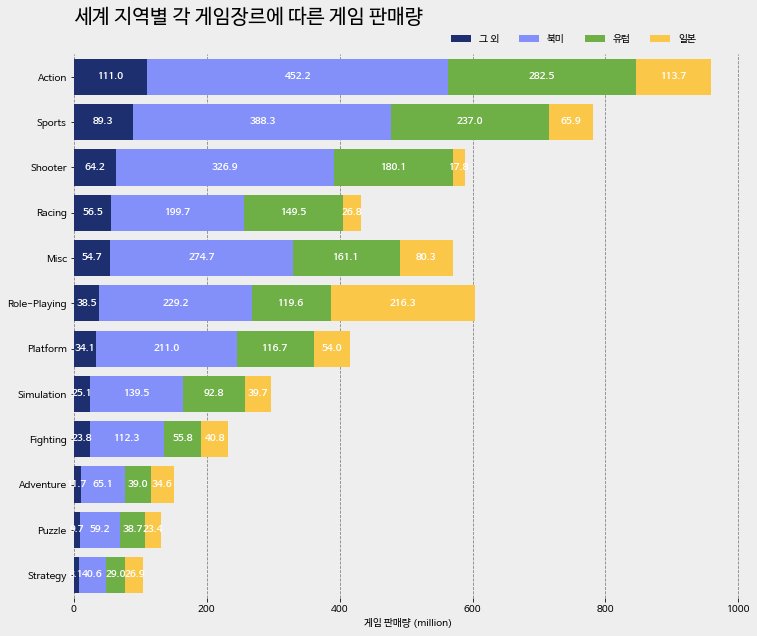 세계 지역별 각 게임장르에 따른 게임 판매량
그 외 북미 유럽 일본
Action 111.0 452.2 282.5 113.7
Sports 89.3 388.3 237.0 65.9
Shooter 64.2 326.9 180.1
Racing 56.5 199.7 149.5 26.8
Misc 54.7 274.7 161.1 80.3
Role-Playing 38.5 229.2 119.6 216.3
Platform 34.1 211.0 116.7 54.0
Simulation 25.1 139.5 92.8 39.7
Fighting 23.8 112.3 55.8 40.8
Adventure 65.1 39.0 34.6
Puzzle 59.2 38.7 23.4
Strategy 40.6 29.0 26.9
0 200 400 600 800 1000
게임 판매량 (million)